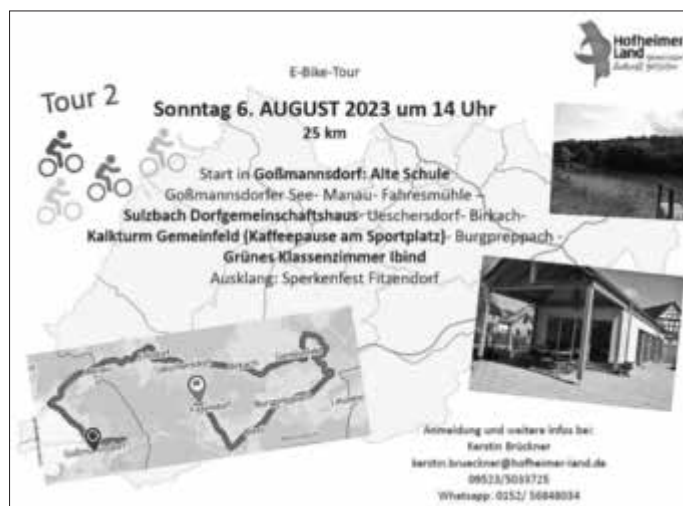 Hofheimer
Land
E-Bike-Tour
Tour 2
Sonntag 6. AUGUST 2023 um 14 Uhr
25 km
Start in Goßmannsdorf: Alte Schule
Goßmannsdorfer See- Manau- Fahresmühle –
Sulzbach Dorfgemeinschaftshaus- Ueschersdorf- Birkach-
Kalkturm Gemeinfeld (Kaffeepause am Sportplatz)- Burgpreppach -
Grünes Klassenzimmer Ibind
Ausklang: Sperkenfest Fitzendorf
Anmeldung und weitere Infos bei:
Kerstin Brückner
kerstin.brueckner@hofheimer-land.de
09523/5033725
Whatsapp: 0152/ 56848034